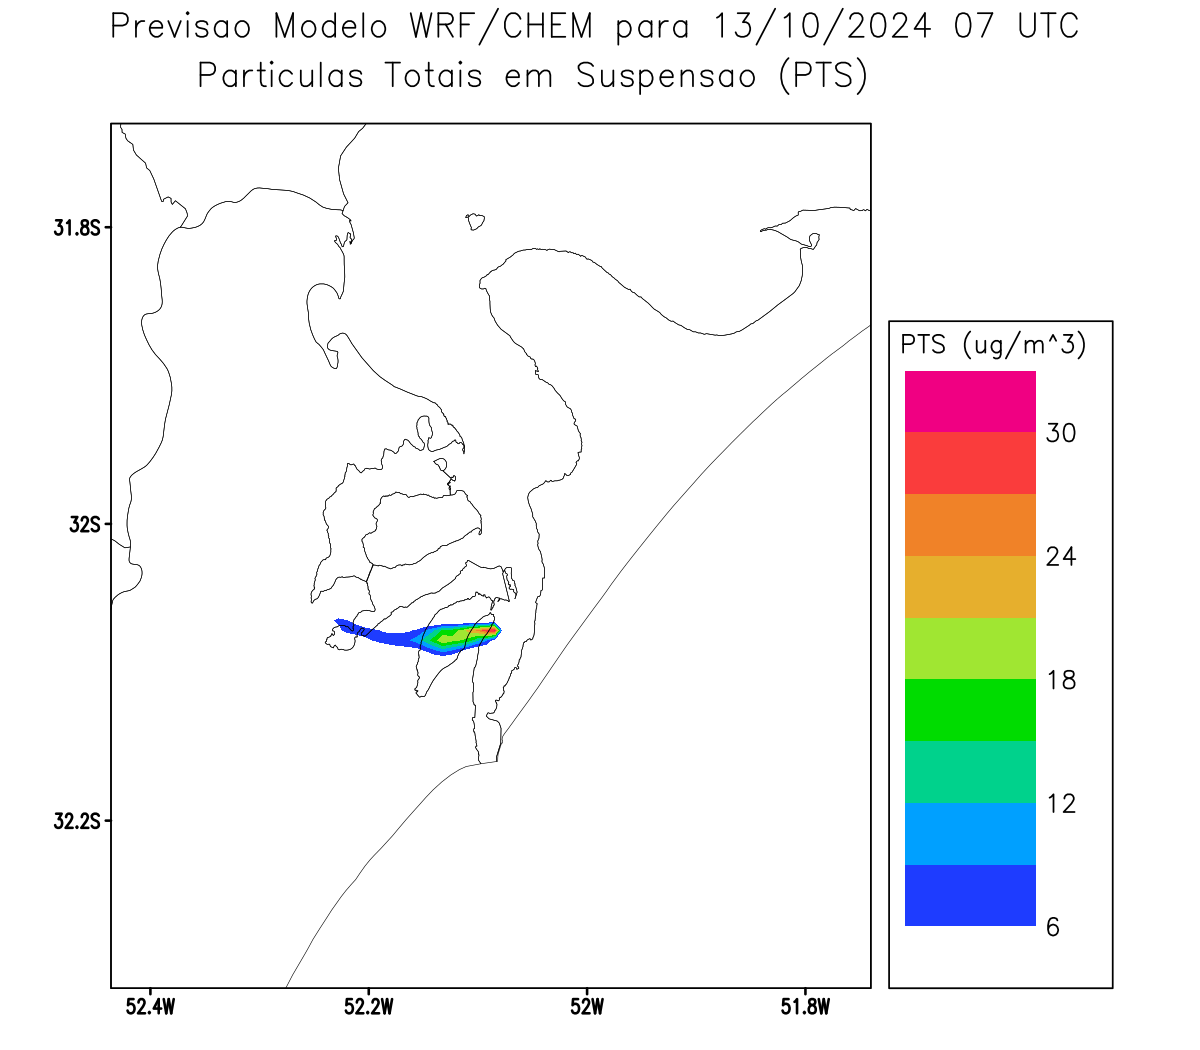 Previsao Modelo WRF/CHEM para 13/10/2024 07 UTC
Particulas Totais em Suspensao (PTS)
31.8S
32S
32.2S
52.4W
52.2W
52W
51.8W
PTS (ug/m^3)
30
24
18
12
6